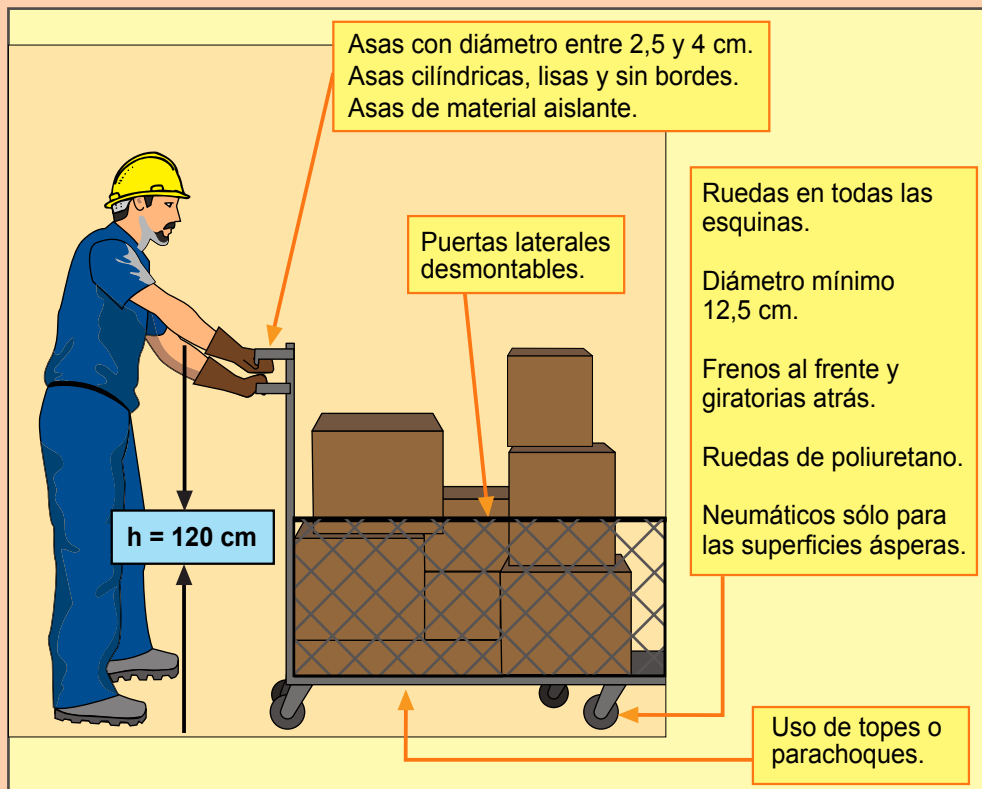 Asas con diámetro entre 2,5 y 4 cm.
Asas cilíndricas, lisas y sin bordes.
Asas de material aislante.
Puertas laterales
desmontables.
Ruedas en todas las
esquinas.
Diámetro mínimo
12,5 cm.
Frenos al frente y
giratorias atrás.
Ruedas de poliuretano.
Neumáticos sólo para
las superficies ásperas.
h = 120 cm
Uso de topes o
parachoques.